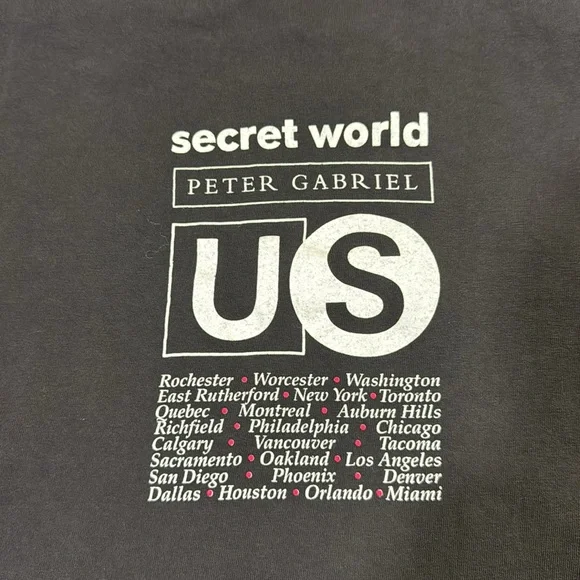 secret world
PETER GABRIEL
US
Rochester • Worcester • Washington
East Rutherford • New York • Toronto
Quebec • Montreal • Auburn Hills
Richfield • Philadelphia • Chicago
Calgary • Vancouver • Tacoma
Sacramento • Oakland • Los Angeles
San Diego • Phoenix • Denver
Dallas • Houston • Orlando • Miami